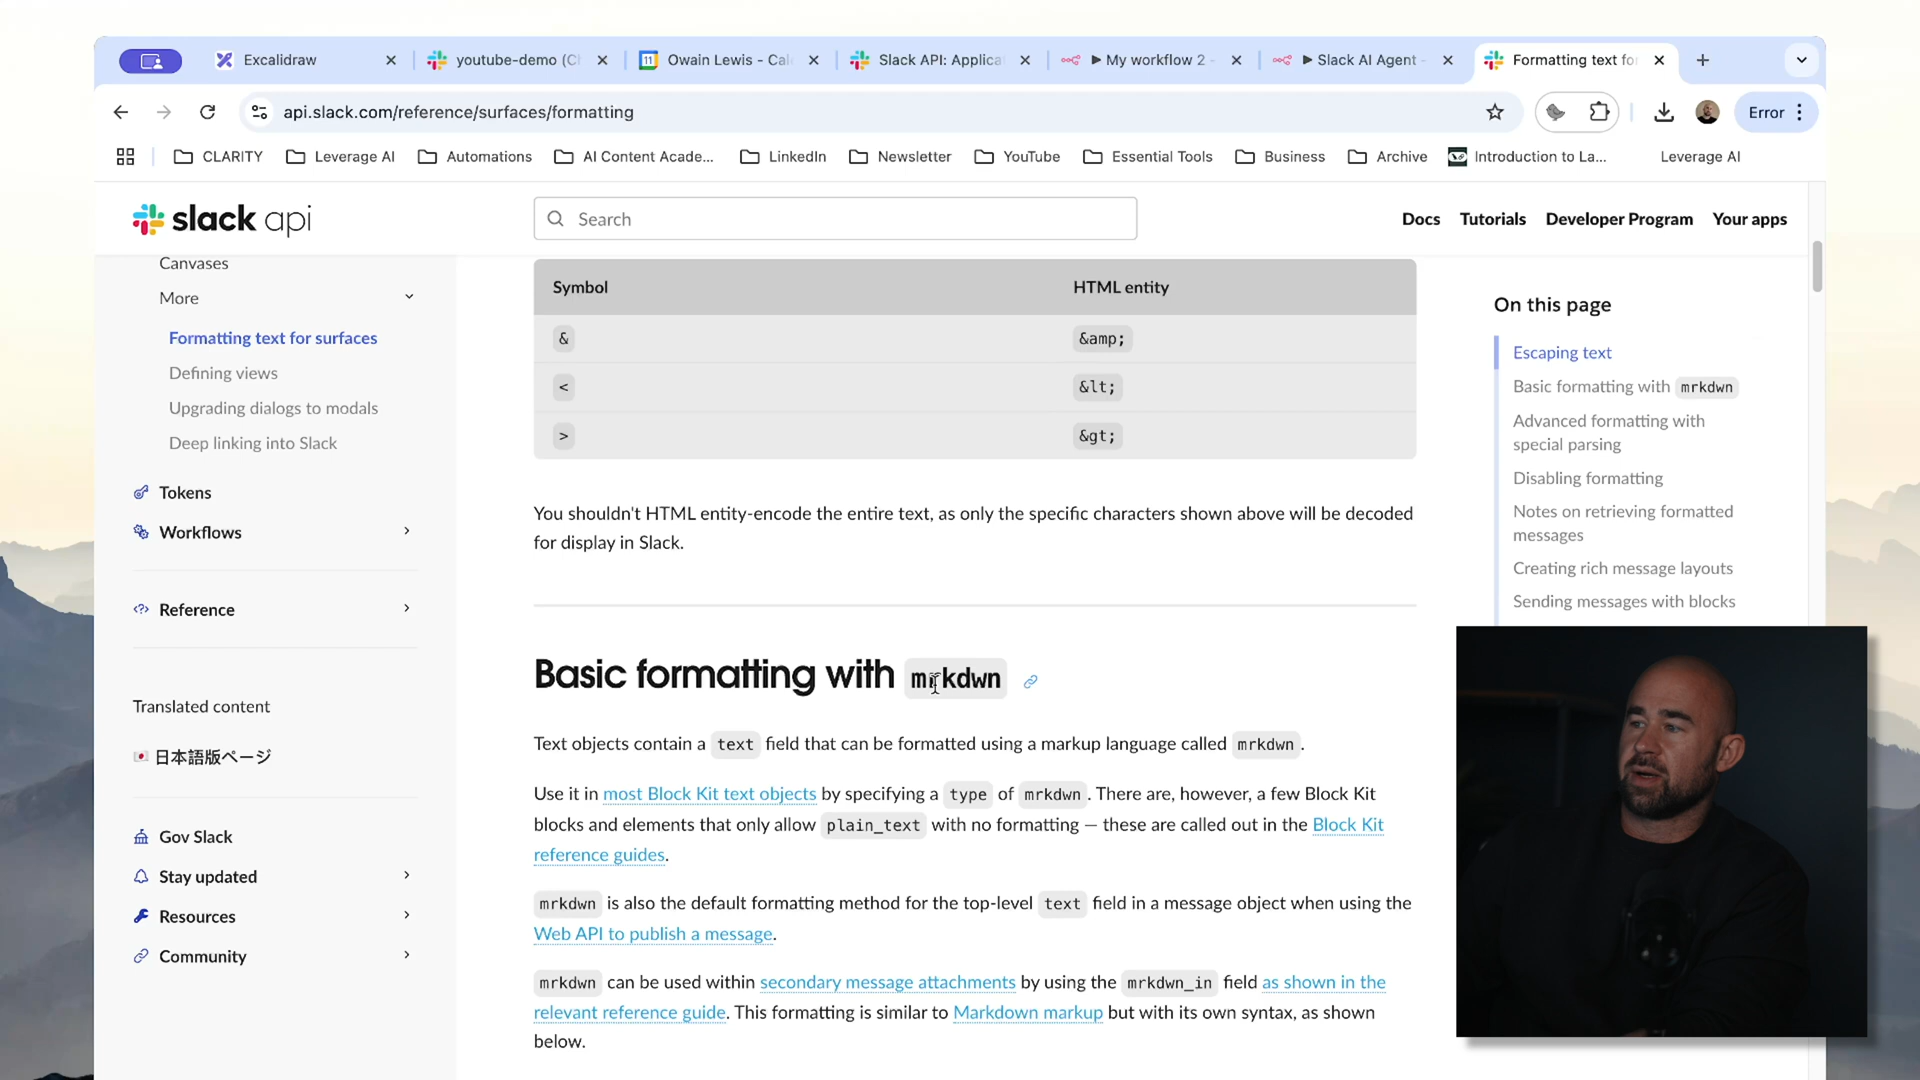 Excalidraw
youtube-demo (C
Owain Lewis - Cal
Slack API: Applica
My workflow 2 -
Slack AI Agent -
Formatting text for
api.slack.com/reference/surfaces/formatting
Error
CLARITY
Leverage AI
Automations
AI Content Acade...
LinkedIn
Newsletter
YouTube
Essential Tools
Business
Archive
Introduction to La...
Leverage AI
slack api
Search
Docs
Tutorials
Developer Program
Your apps
Canvases
More
Formatting text for surfaces
Defining views
Upgrading dialogs to modals
Deep linking into Slack
Tokens
Workflows
Reference
Translated content
日本語版ページ
Gov Slack
Stay updated
Resources
Community
Symbol HTML entity
& &amp;
< &lt;
> &gt;
You shouldn't HTML entity-encode the entire text, as only the specific characters shown above will be decoded
for display in Slack.
Basic formatting with mrkdwn
Text objects contain a text field that can be formatted using a markup language called mrkdwn.
Use it in most Block Kit text objects by specifying a type of mrkdwn. There are, however, a few Block Kit
blocks and elements that only allow plain_text with no formatting — these are called out in the Block Kit
reference guides.
mrkdwn is also the default formatting method for the top-level text field in a message object when using the
Web API to publish a message.
mrkdwn can be used within secondary message attachments by using the mrkdwn_in field as shown in the
relevant reference guide. This formatting is similar to Markdown markup but with its own syntax, as shown
below.
On this page
Escaping text
Basic formatting with mrkdwn
Advanced formatting with
special parsing
Disabling formatting
Notes on retrieving formatted
messages
Creating rich message layouts
Sending messages with blocks